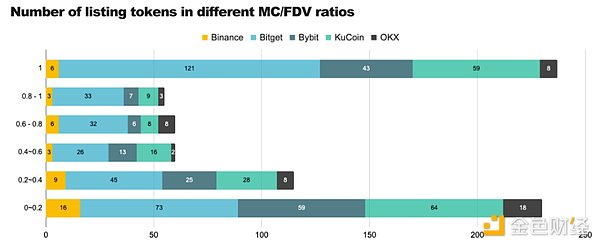 Number of listing tokens in different MC/FDV ratios
Binance Bitget Bybit KuCoin OKX
1 6 121 43 59 8
0.8 - 1 3 33 7 9 3
0.6 - 0.8 6 32 6 8 8
0.4~0.6 3 26 13 16 2
0.2~0.4 9 45 25 28 8
0~0.2 16 73 59 64 18
0 50 100 150 200 250
金色财经